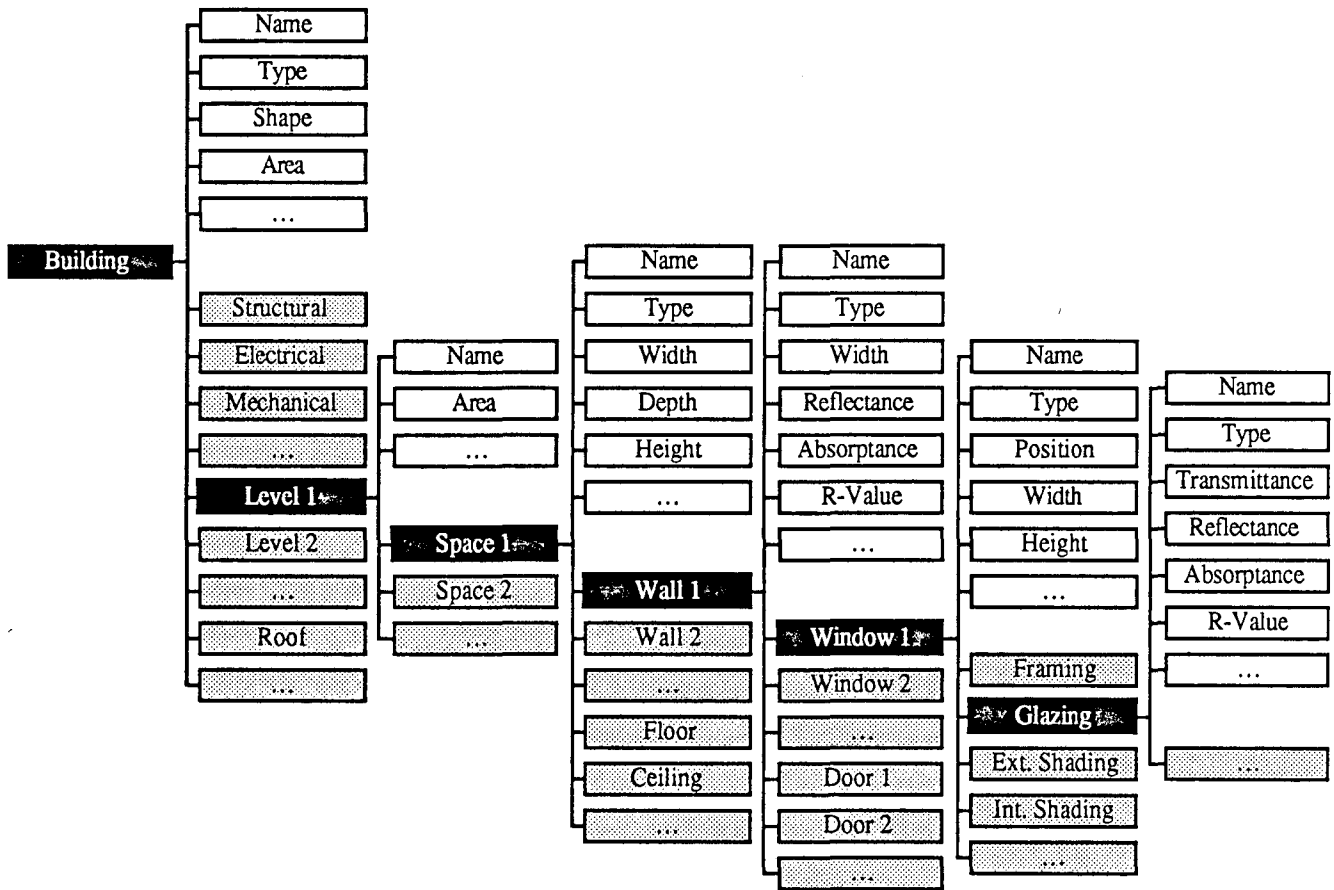 Name
Type
Shape
Area
...
Building
Structural
Electrical
Mechanical
...
Level 1
Level 2
...
Roof
...
Name
Area
...
Space 1
Space 2
...
Name
Type
Width
Depth
Height
...
Wall 1
Wall 2
...
Floor
Ceiling
...
Name
Type
Width
Reflectance
Absorptance
R-Value
...
Window 1
Window 2
...
Door 1
Door 2
...
Name
Type
Position
Width
Height
...
Framing
Glazing
Ext. Shading
Int. Shading
...
Name
Type
Transmittance
Reflectance
Absorptance
R-Value
...
...